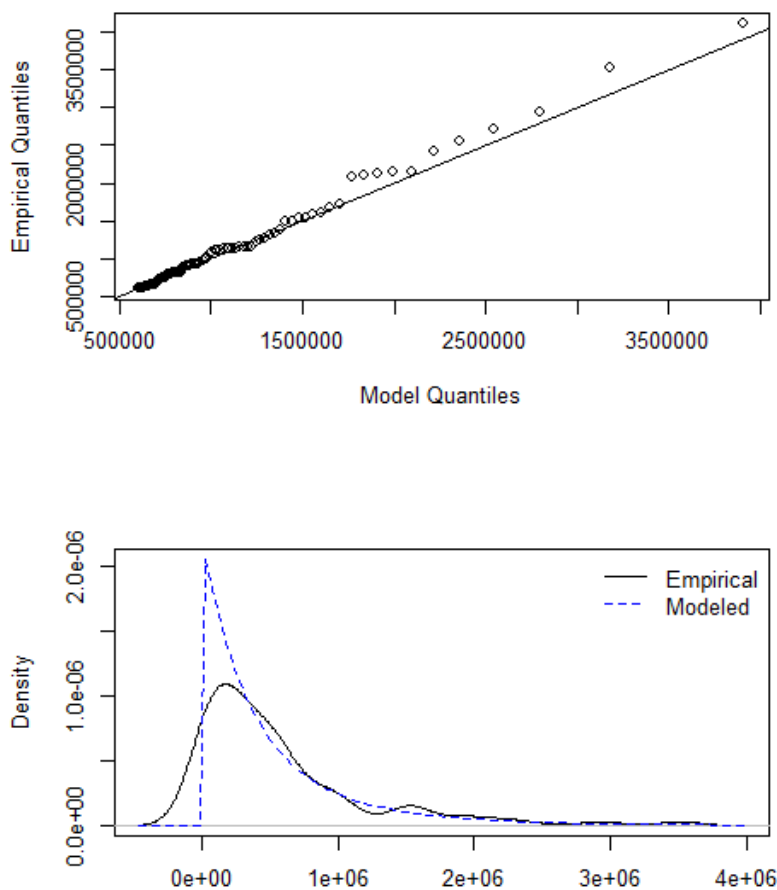 Empirical Quantiles
3500000
2000000
500000
500000 1500000 2500000 3500000
Model Quantiles
Density
2.0e-06
1.0e-06
0.0e+00
Empirical
Modeled
0e+00 1e+06 2e+06 3e+06 4e+06